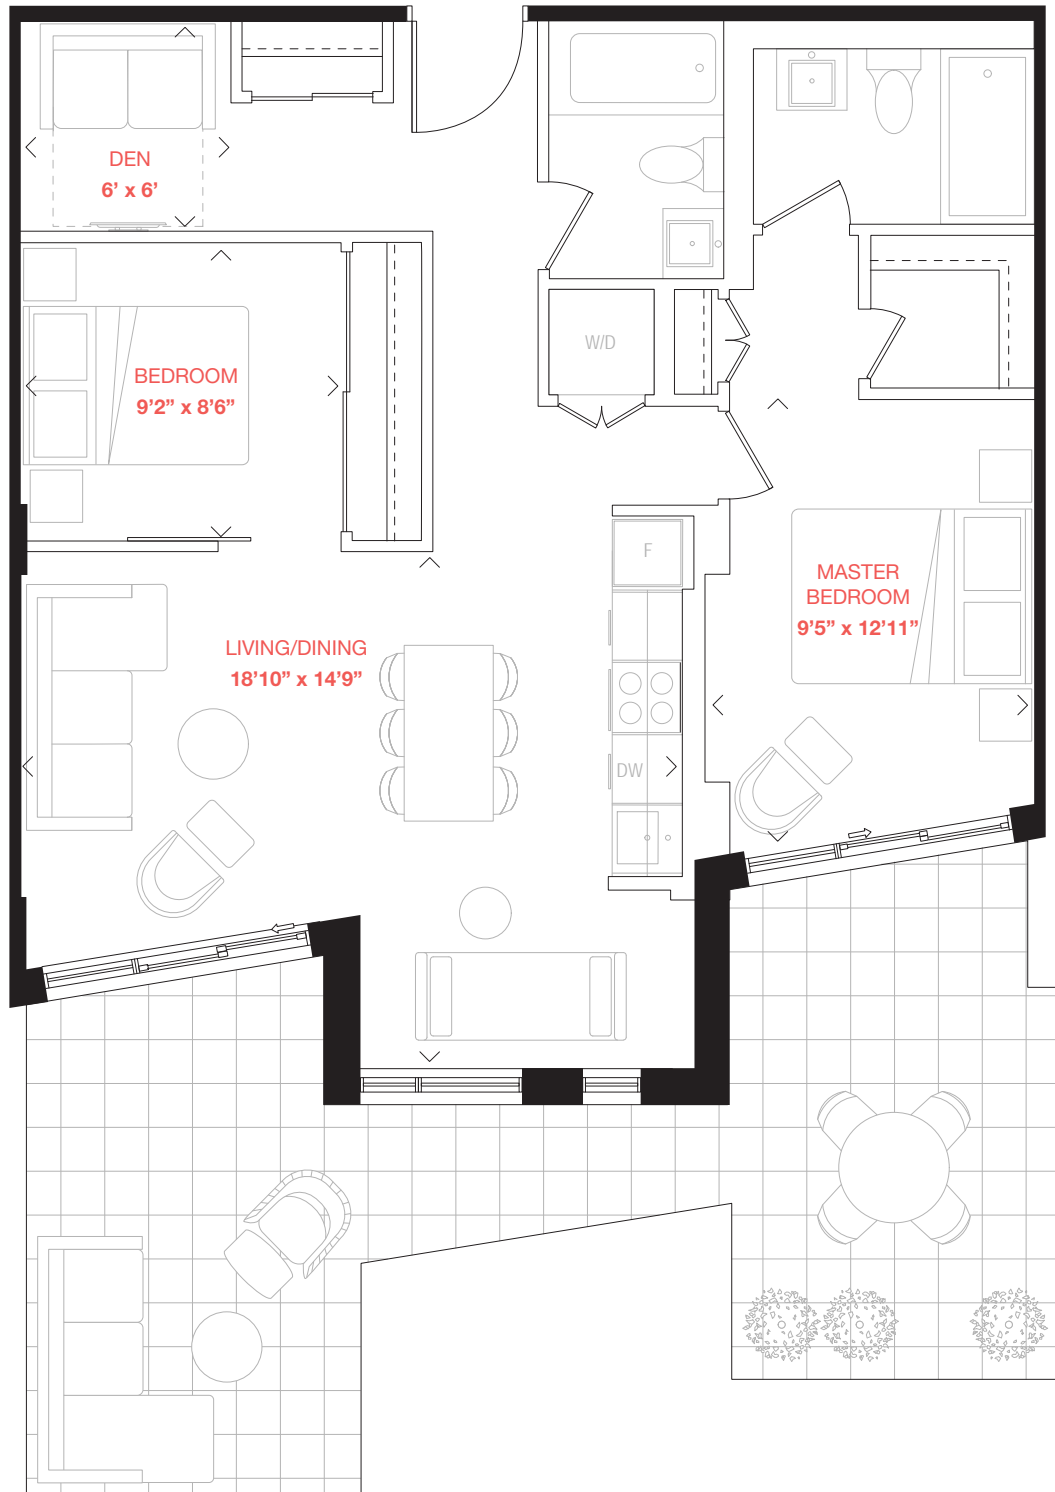 DEN
6’ x 6’
W/D
BEDROOM
9’2” x 8’6”
F
MASTER
BEDROOM
9’5” x 12’11”
LIVING/DINING
18’10” x 14’9”
DW